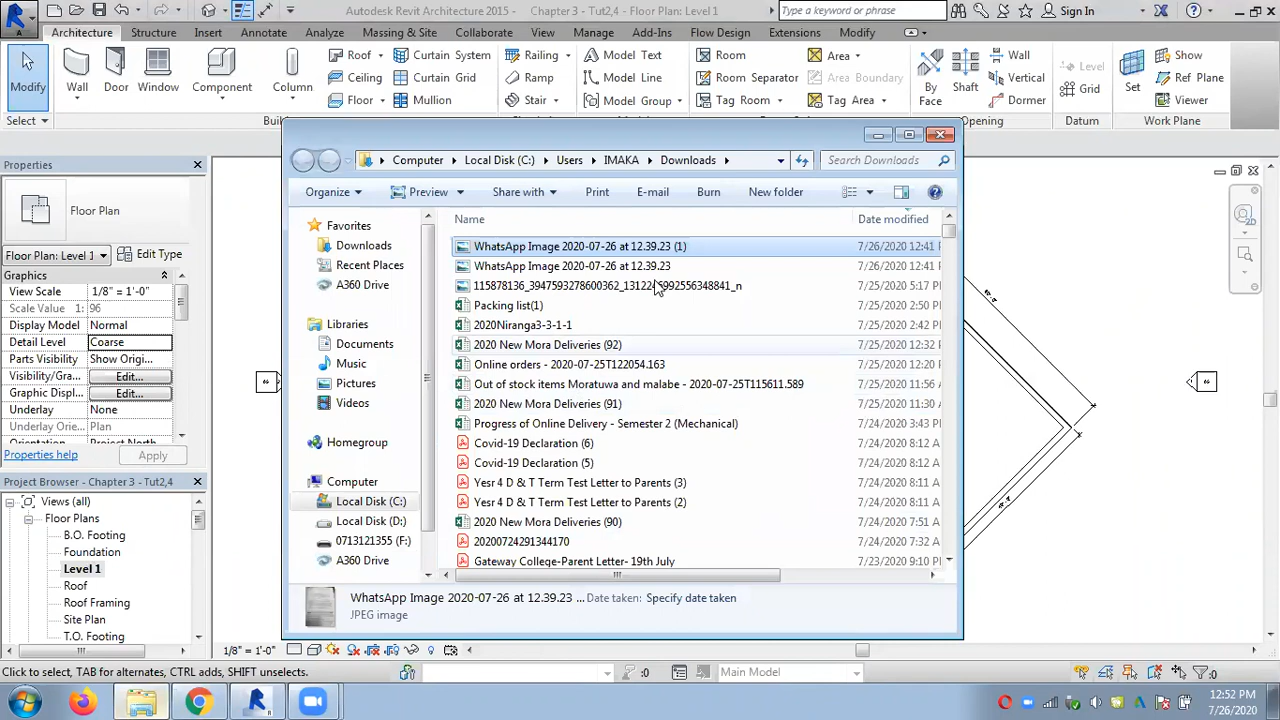 Autodesk Revit Architecture 2015 - Chapter 3 - Tut2,4 - Floor Plan: Level 1
Type a keyword or phrase
Sign In
Architecture Structure Insert Annotate Analyze Massing & Site Collaborate View Manage Add-Ins Flow Design Extensions Modify
Modify
Wall
Door
Window
Component
Column
Roof
Ceiling
Floor
Curtain System
Curtain Grid
Mullion
Railing
Ramp
Stair
Model Text
Model Line
Model Group
Room
Room Separator
Tag Room
Area
Area Boundary
Tag Area
By Face
Shaft
Wall
Vertical
Dormer
Level
Grid
Set
Show
Ref Plane
Viewer
Select
Opening
Datum
Work Plane
Properties
Floor Plan
Floor Plan: Level 1
Edit Type
Graphics
View Scale 1/8" = 1'-0"
Scale Value 1: 96
Display Model Normal
Detail Level Coarse
Parts Visibility Show Origi...
Visibility/Gra... Edit...
Graphic Displ... Edit...
Underlay None
Underlay Orie... Plan
Orientation Project North
Properties help
Apply
Project Browser - Chapter 3 - Tut2,4
Views (all)
Floor Plans
B.O. Footing
Foundation
Level 1
Roof
Roof Framing
Site Plan
T.O. Footing
Computer Local Disk (C:) Users IMAKA Downloads
Search Downloads
Organize Preview Share with Print E-mail Burn New folder
Favorites
Downloads
Recent Places
A360 Drive
Libraries
Documents
Music
Pictures
Videos
Homegroup
Computer
Local Disk (C:)
Local Disk (D:)
0713121355 (F:)
A360 Drive
Name Date modified
WhatsApp Image 2020-07-26 at 12.39.23 (1) 7/26/2020 12:41
WhatsApp Image 2020-07-26 at 12.39.23 7/26/2020 12:41
7/25/2020 5:17 P
Packing list(1) 7/25/2020 2:50 P
2020Niranga3-3-1-1 7/25/2020 2:42 P
2020 New Mora Deliveries (92) 7/25/2020 12:32
Online orders - 2020-07-25T122054.163 7/25/2020 12:20
Out of stock items Moratuwa and malabe - 2020-07-25T115611.589 7/25/2020 11:56
2020 New Mora Deliveries (91) 7/25/2020 11:30
Progress of Online Delivery - Semester 2 (Mechanical) 7/24/2020 3:43 P
Covid-19 Declaration (6) 7/24/2020 8:12 A
Covid-19 Declaration (5) 7/24/2020 8:12 A
Yesr 4 D & T Term Test Letter to Parents (3) 7/24/2020 8:11 A
Yesr 4 D & T Term Test Letter to Parents (2) 7/24/2020 8:11 A
2020 New Mora Deliveries (90) 7/24/2020 7:51 A
20200724291344170 7/24/2020 7:32 A
Gateway College-Parent Letter- 19th July 7/23/2020 9:10 P
WhatsApp Image 2020-07-26 at 12.39.23 ... Date taken: Specify date taken
JPEG image
1/8" = 1'-0"
Click to select, TAB for alternates, CTRL adds, SHIFT unselects.
:0
Main Model
:0
12:52 PM
7/26/2020